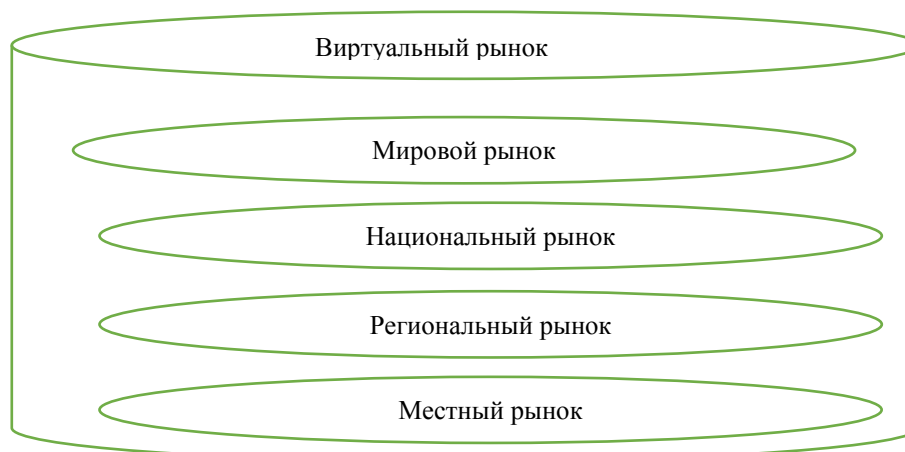 Виртуальный рынок
Мировой рынок
Национальный рынок
Региональный рынок
Местный рынок